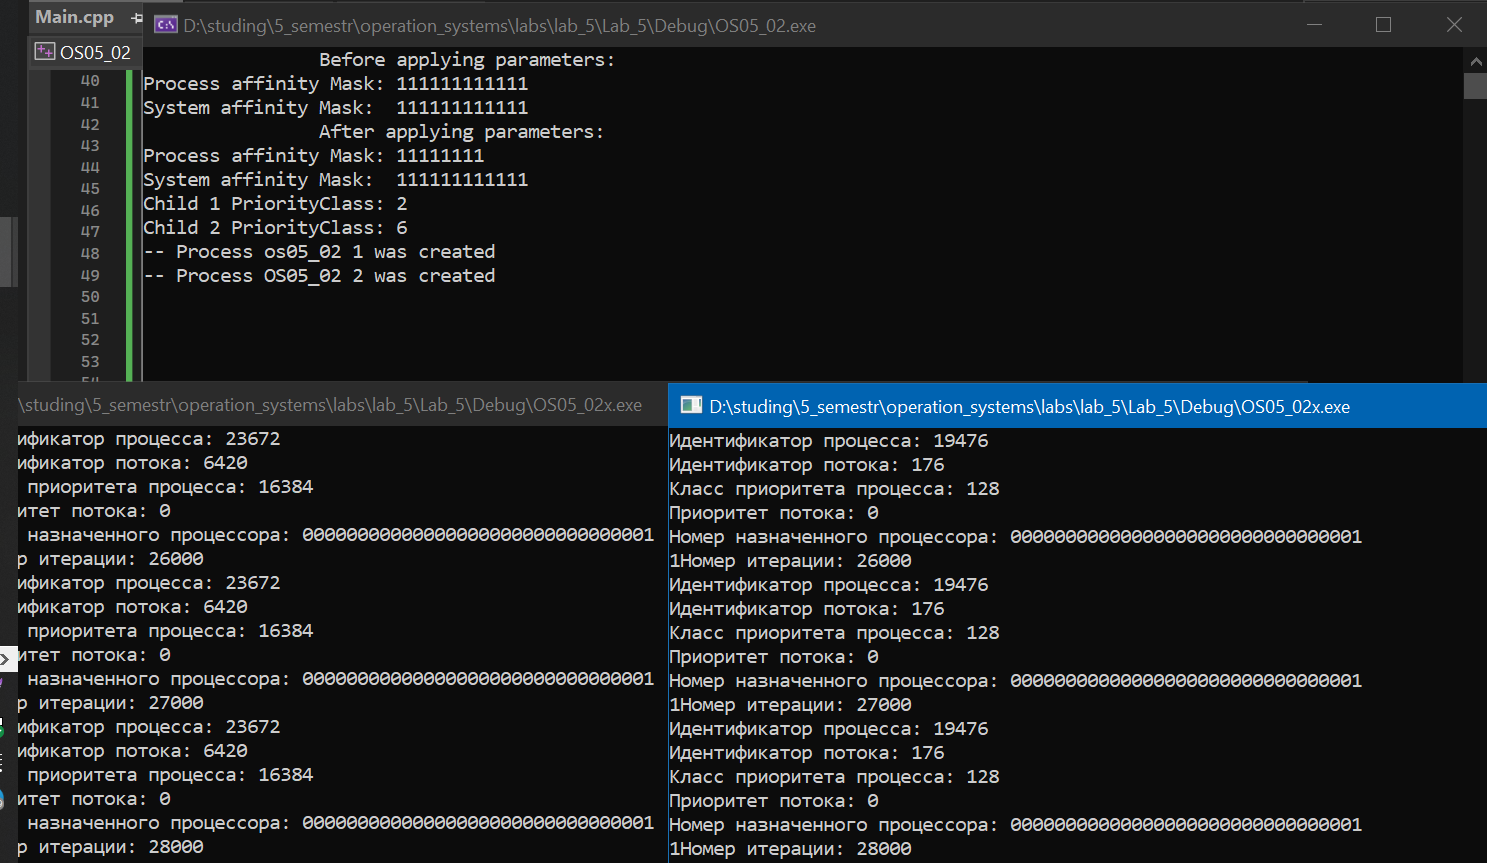 Main.cpp
D:\studing\5_semestr\operation_systems\labs\lab_5\Lab_5\Debug\OS05_02.exe
OS05_02
40
41
42
43
44
45
46
47
48
49
50
51
52
53
Before applying parameters:
Process affinity Mask: 111111111111
System affinity Mask:  111111111111
After applying parameters:
Process affinity Mask: 11111111
System affinity Mask:  111111111111
Child 1 PriorityClass: 2
Child 2 PriorityClass: 6
-- Process os05_02 1 was created
-- Process OS05_02 2 was created
\studing\5_semestr\operation_systems\labs\lab_5\Lab_5\Debug\OS05_02x.exe
ификатор процесса: 23672
ификатор потока: 6420
приоритета процесса: 16384
итет потока: 0
назначенного процессора: 00000000000000000000000000000001
р итерации: 26000
ификатор процесса: 23672
ификатор потока: 6420
приоритета процесса: 16384
итет потока: 0
назначенного процессора: 00000000000000000000000000000001
р итерации: 27000
ификатор процесса: 23672
ификатор потока: 6420
приоритета процесса: 16384
итет потока: 0
назначенного процессора: 00000000000000000000000000000001
р итерации: 28000
D:\studing\5_semestr\operation_systems\labs\lab_5\Lab_5\Debug\OS05_02x.exe
Идентификатор процесса: 19476
Идентификатор потока: 176
Класс приоритета процесса: 128
Приоритет потока: 0
Номер назначенного процессора: 00000000000000000000000000000001
1Номер итерации: 26000
Идентификатор процесса: 19476
Идентификатор потока: 176
Класс приоритета процесса: 128
Приоритет потока: 0
Номер назначенного процессора: 00000000000000000000000000000001
1Номер итерации: 27000
Идентификатор процесса: 19476
Идентификатор потока: 176
Класс приоритета процесса: 128
Приоритет потока: 0
Номер назначенного процессора: 00000000000000000000000000000001
1Номер итерации: 28000